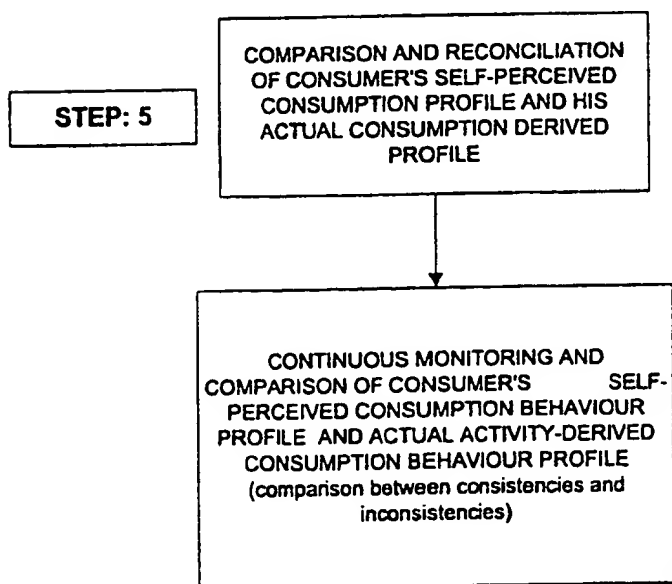 COMPARISON AND RECONCILIATION
OF CONSUMER'S SELF-PERCEIVED
CONSUMPTION PROFILE AND HIS
ACTUAL CONSUMPTION DERIVED
PROFILE
STEP: 5
CONTINUOUS MONITORING AND
COMPARISON OF CONSUMER'S SELF-
PERCEIVED CONSUMPTION BEHAVIOUR
PROFILE AND ACTUAL ACTIVITY-DERIVED
CONSUMPTION BEHAVIOUR PROFILE
(comparison between consistencies and
inconsistencies)